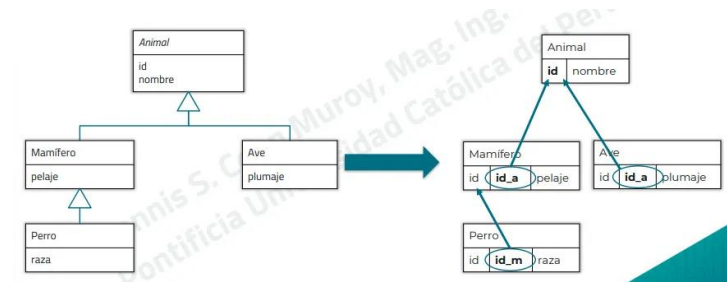 Animal
id
nombre
Mamífero
pelaje
Ave
plumaje
Perro
raza
Animal
id nombre
Mamífero
id id_a pelaje
Ave
id id_a plumaje
Perro
id id_m raza
Muroy, Mag. Ing.
Católica del Perú